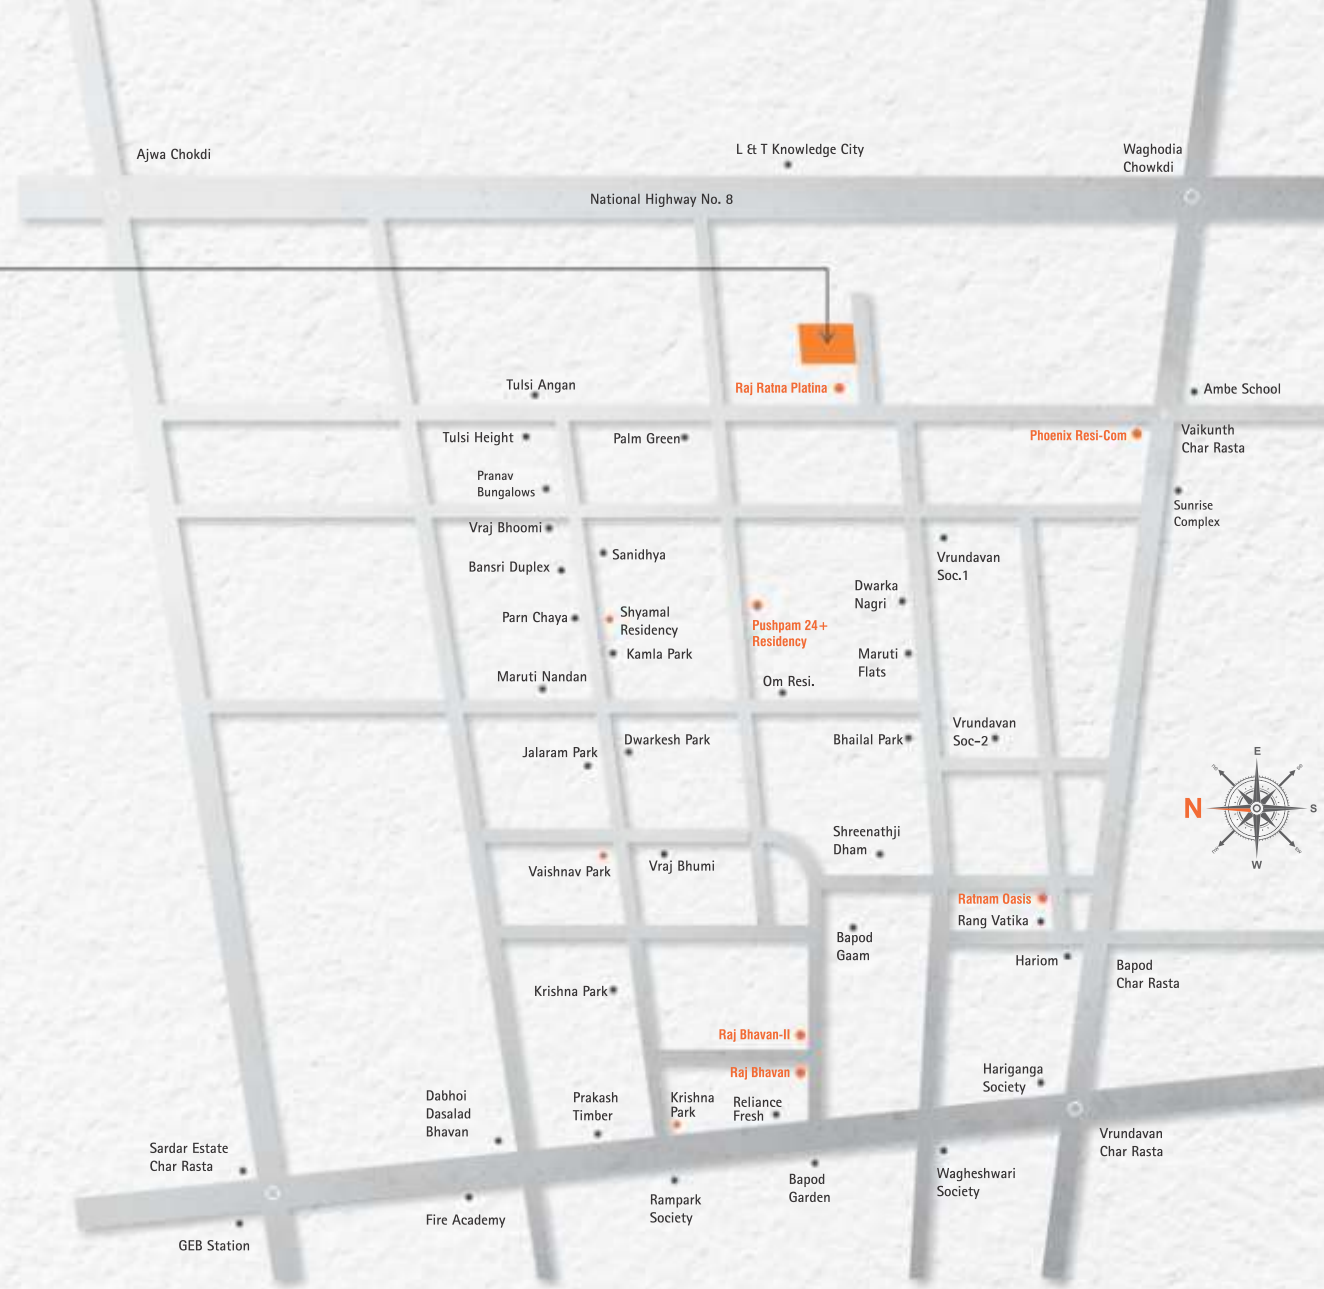 Ajwa Chokdi
L & T Knowledge City
Waghodia
Chowkdi
National Highway No. 8
Raj Ratna Platina
Tulsi Angan
Ambe School
Tulsi Height
Palm Green
Phoenix Resi-Com
Vaikunth
Char Rasta
Pranav
Bungalows
Sunrise
Complex
Vraj Bhoomi
Sanidhya
Bansri Duplex
Vrundavan
Soc.1
Dwarka
Nagri
Parn Chaya
Shyamal
Residency
Pushpam 24+
Residency
Kamla Park
Maruti
Flats
Maruti Nandan
Om Resi.
Jalaram Park
Dwarkesh Park
Bhailal Park
Vrundavan
Soc-2
E
N
S
W
Shreenathji
Dham
Vaishnav Park
Vraj Bhumi
Ratnam Oasis
Rang Vatika
Bapod
Gaam
Hariom
Bapod
Char Rasta
Krishna Park
Raj Bhavan-II
Raj Bhavan
Hariganga
Society
Dabhoi
Dasalad
Bhavan
Prakash
Timber
Krishna
Park
Reliance
Fresh
Sardar Estate
Char Rasta
Vrundavan
Char Rasta
Wagheshwari
Society
Bapod
Garden
Rampark
Society
Fire Academy
GEB Station